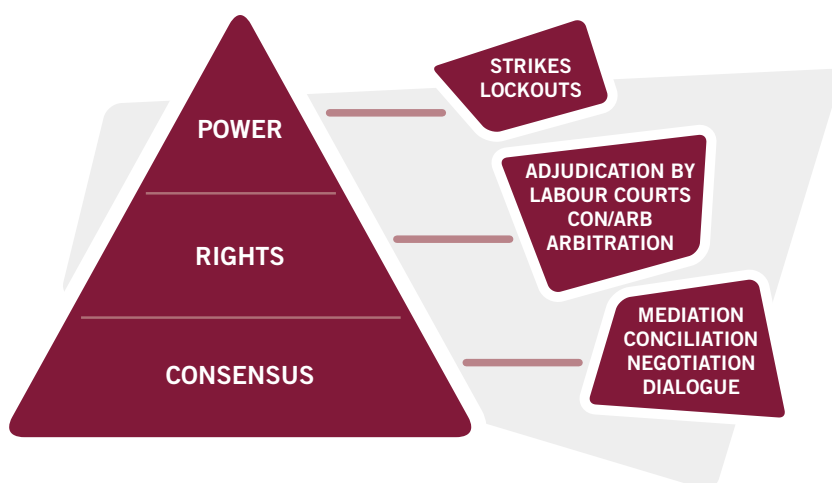 POWER
STRIKES
LOCKOUTS
RIGHTS
ADJUDICATION BY
LABOUR COURTS
CON/ARB
ARBITRATION
CONSENSUS
MEDIATION
CONCILIATION
NEGOTIATION
DIALOGUE